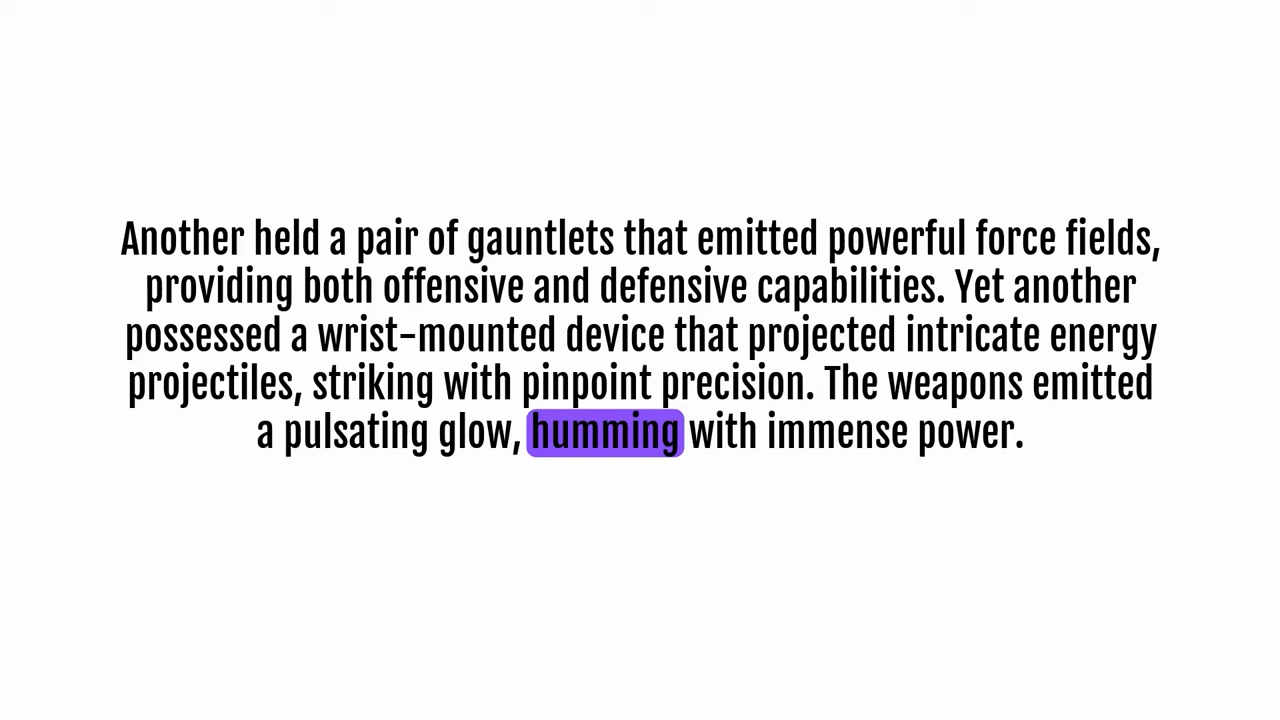 Another held a pair of gauntlets that emitted powerful force fields,
providing both offensive and defensive capabilities. Yet another
possessed a wrist-mounted device that projected intricate energy
projectiles, striking with pinpoint precision. The weapons emitted
a pulsating glow, humming with immense power.